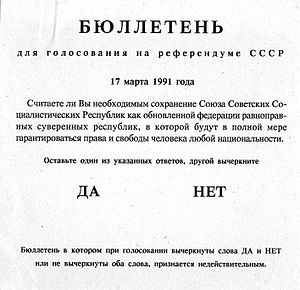 БЮЛЛЕТЕНЬ
для голосования на референдуме СССР
17 марта 1991 года
Считаете ли Вы необходимым сохранение Союза Советских Со-
циалистических Республик как обновленной федерации равноправ-
ных суверенных республик, в которой будут в полной мере
гарантироваться права и свободы человека любой национальности.
Оставьте один из указанных ответов, другой вычеркните
ДА НЕТ
Бюллетень в котором при голосовании вычеркнуты слова ДА и НЕТ
или не вычеркнуты оба слова, признается недействительным.